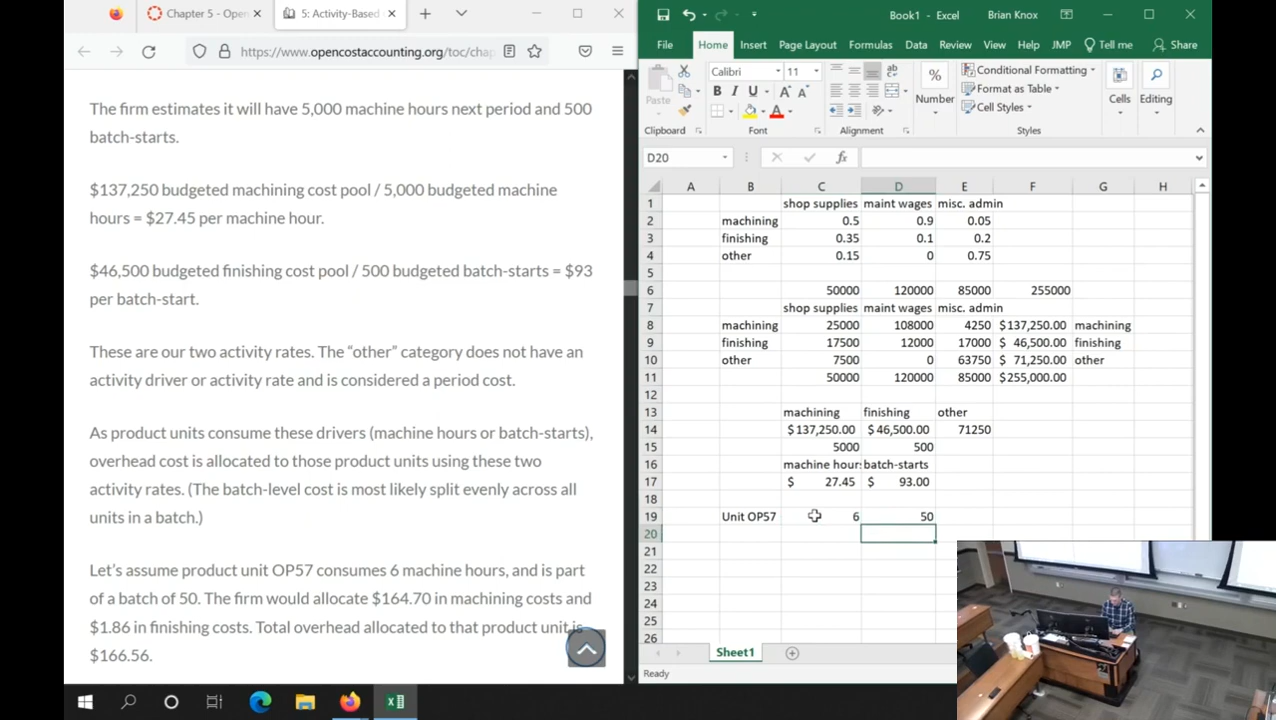 Chapter 5 - Open
5: Activity-Based
Book1 - Excel
Brian Knox
https://www.opencostaccounting.org/toc/chap
File Home Insert Page Layout Formulas Data Review View Help JMP Tell me Share
Calibri 11
Paste
B I U
Number
Conditional Formatting
Format as Table
Cell Styles
Cells
Editing
Clipboard Font Alignment Styles
D20
The firm estimates it will have 5,000 machine hours next period and 500
batch-starts.
$137,250 budgeted machining cost pool / 5,000 budgeted machine
hours = $27.45 per machine hour.
$46,500 budgeted finishing cost pool / 500 budgeted batch-starts = $93
per batch-start.
These are our two activity rates. The “other” category does not have an
activity driver or activity rate and is considered a period cost.
As product units consume these drivers (machine hours or batch-starts),
overhead cost is allocated to those product units using these two
activity rates. (The batch-level cost is most likely split evenly across all
units in a batch.)
Let’s assume product unit OP57 consumes 6 machine hours, and is part
of a batch of 50. The firm would allocate $164.70 in machining costs and
$1.86 in finishing costs. Total overhead allocated to that product unit is
$166.56.
A B C D E F G H
1 shop supplies maint wages misc. admin
2 machining 0.5 0.9 0.05
3 finishing 0.35 0.1 0.2
4 other 0.15 0 0.75
5
6 50000 120000 85000 255000
7 shop supplies maint wages misc. admin
8 machining 25000 108000 4250 $137,250.00 machining
9 finishing 17500 12000 17000 $ 46,500.00 finishing
10 other 7500 0 63750 $ 71,250.00 other
11 50000 120000 85000 $255,000.00
12
13 machining finishing other
14 $137,250.00 $46,500.00 71250
15 5000 500
16 machine hours batch-starts
17 $ 27.45 $ 93.00
18
19 Unit OP57 6 50
20
21
22
23
24
25
26
Sheet1
Ready